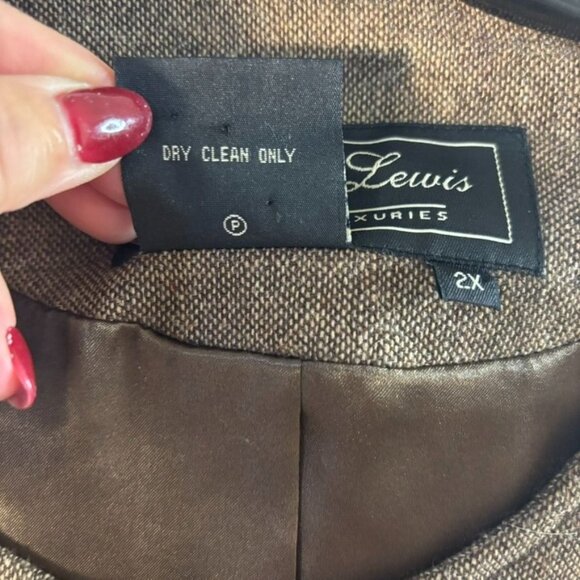 DRY CLEAN ONLY
P
Lewis
XURIES
2X